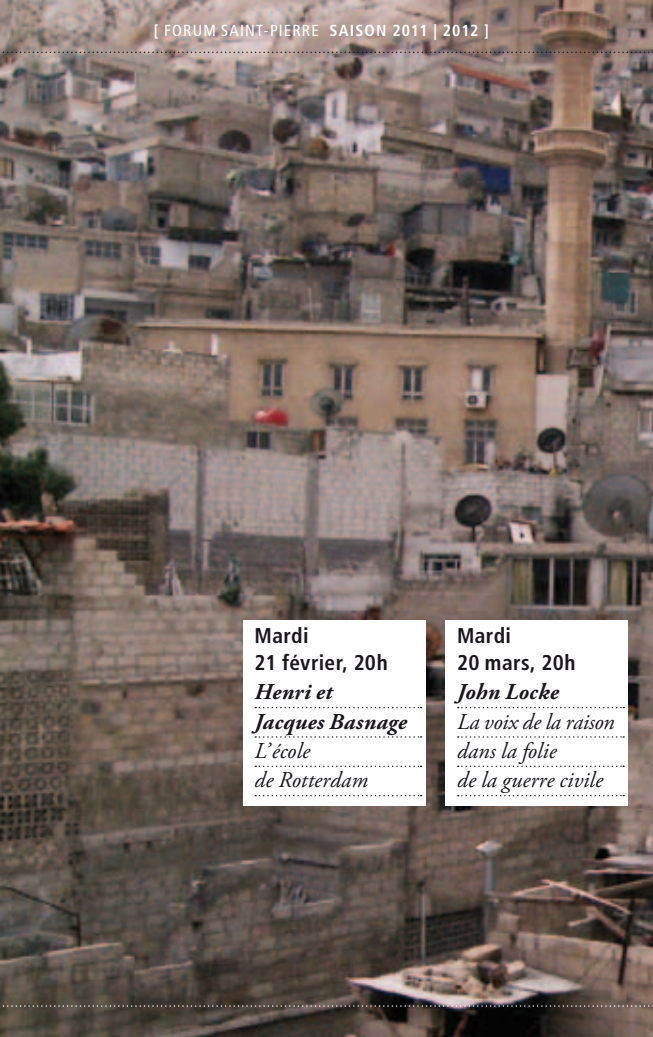 [ FORUM SAINT-PIERRE SAISON 2011 | 2012 ]
Mardi
21 février, 20h
Henri et
Jacques Basnage
L’école
de Rotterdam
Mardi
20 mars, 20h
John Locke
La voix de la raison
dans la folie
de la guerre civile